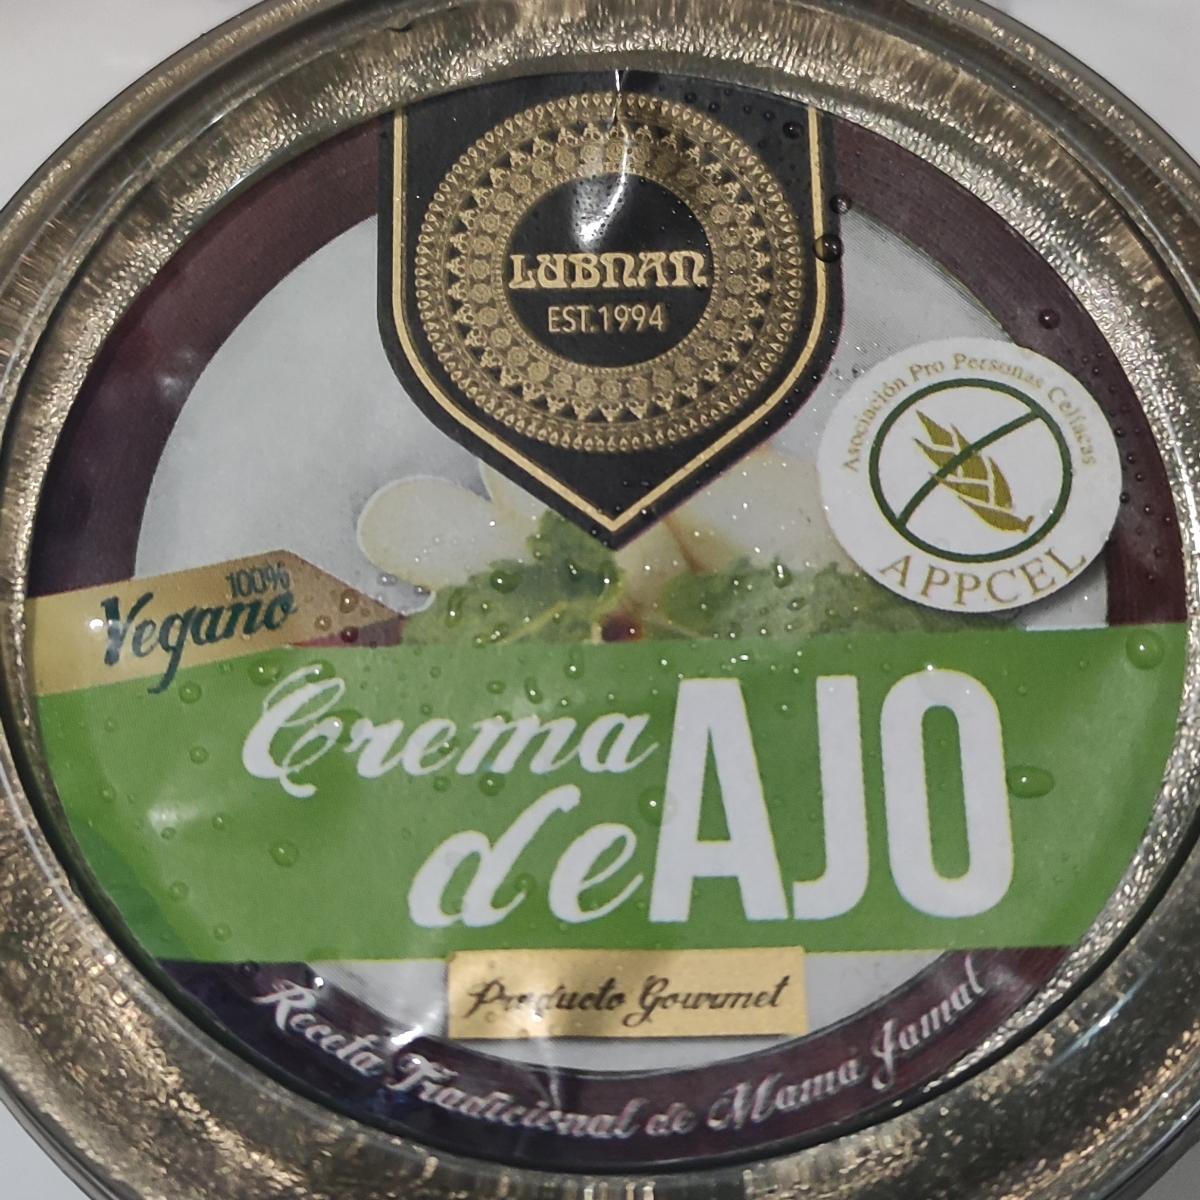 LUBNAN
EST.1994
Asociación Pro Personas Celíacas
APPCEL
100%
Vegano
Crema
de AJO
Producto Gourmet
Receta Tradicional de Mamá Jamal